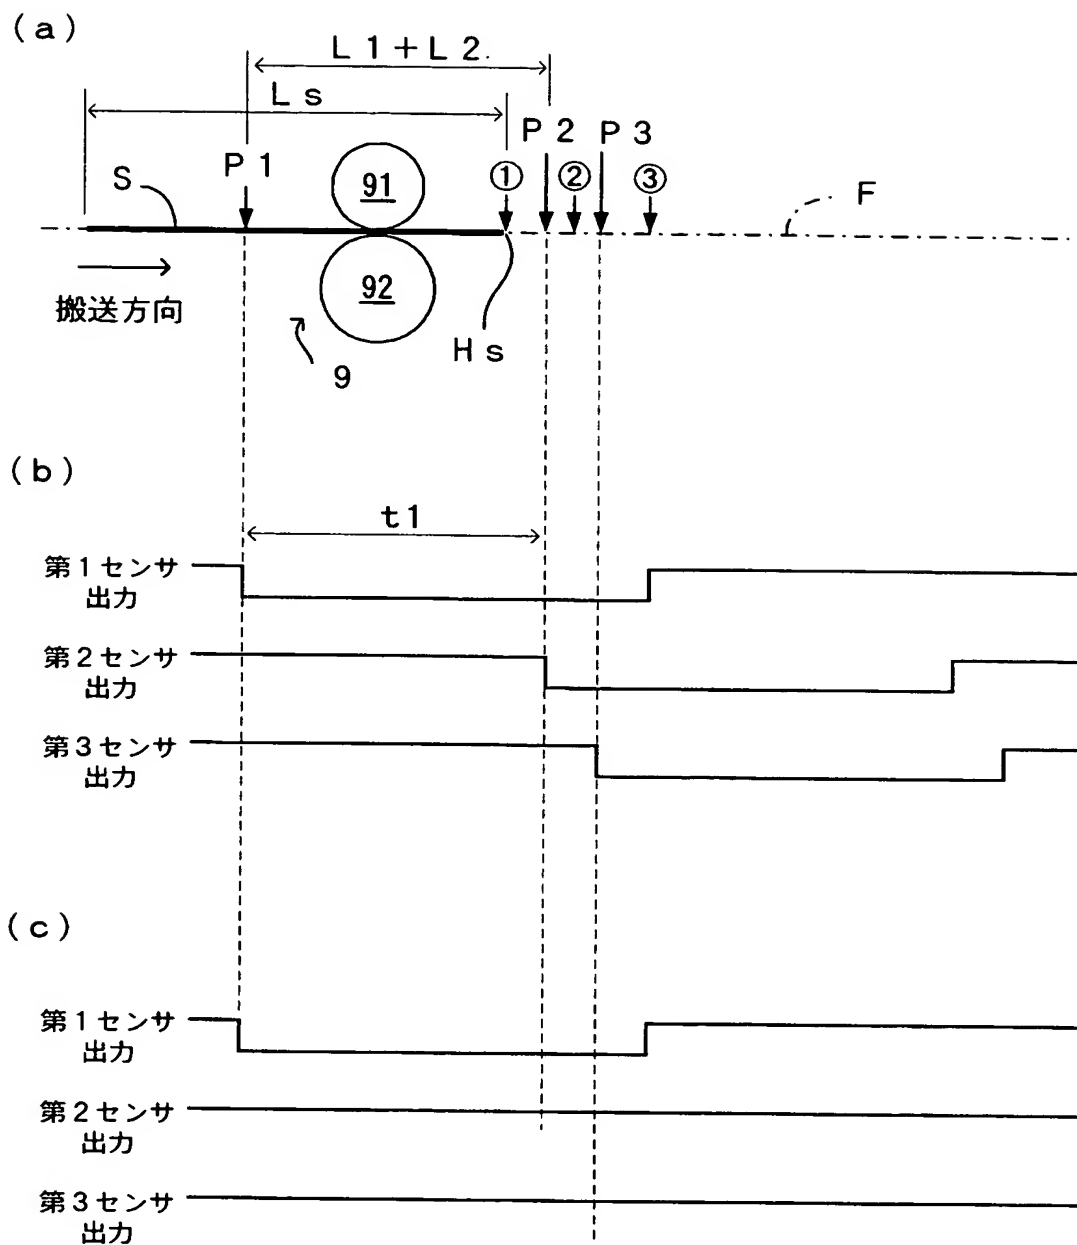 (a)
L1+L2
Ls
P2 P3
P1
S
① ② ③
91
F
92
搬送方向
Hs
9
(b)
t1
第1センサ
出力
第2センサ
出力
第3センサ
出力
(c)
第1センサ
出力
第2センサ
出力
第3センサ
出力